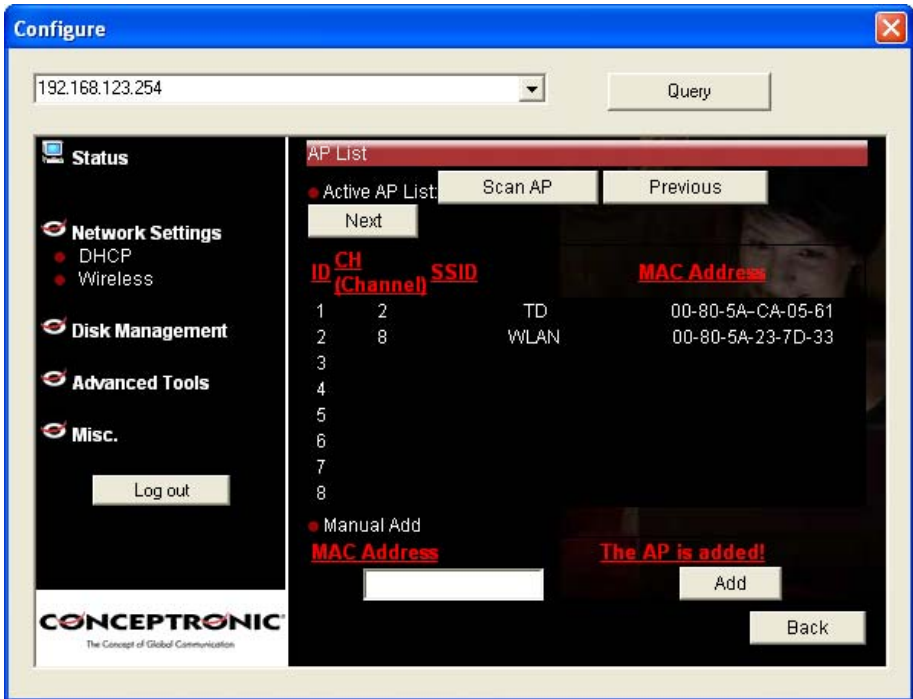 Configure
192.168.123.254
Query
Status
Network Settings
DHCP
Wireless
Disk Management
Advanced Tools
Misc.
Log out
CONCEPTRONIC
The Concept of Global Communication
AP List
Active AP List:
Scan AP
Previous
Next
ID CH (Channel) SSID MAC Address
1 2 TD 00-80-5A-CA-05-61
2 8 WLAN 00-80-5A-23-7D-33
3
4
5
6
7
8
Manual Add
MAC Address The AP is added!
Add
Back